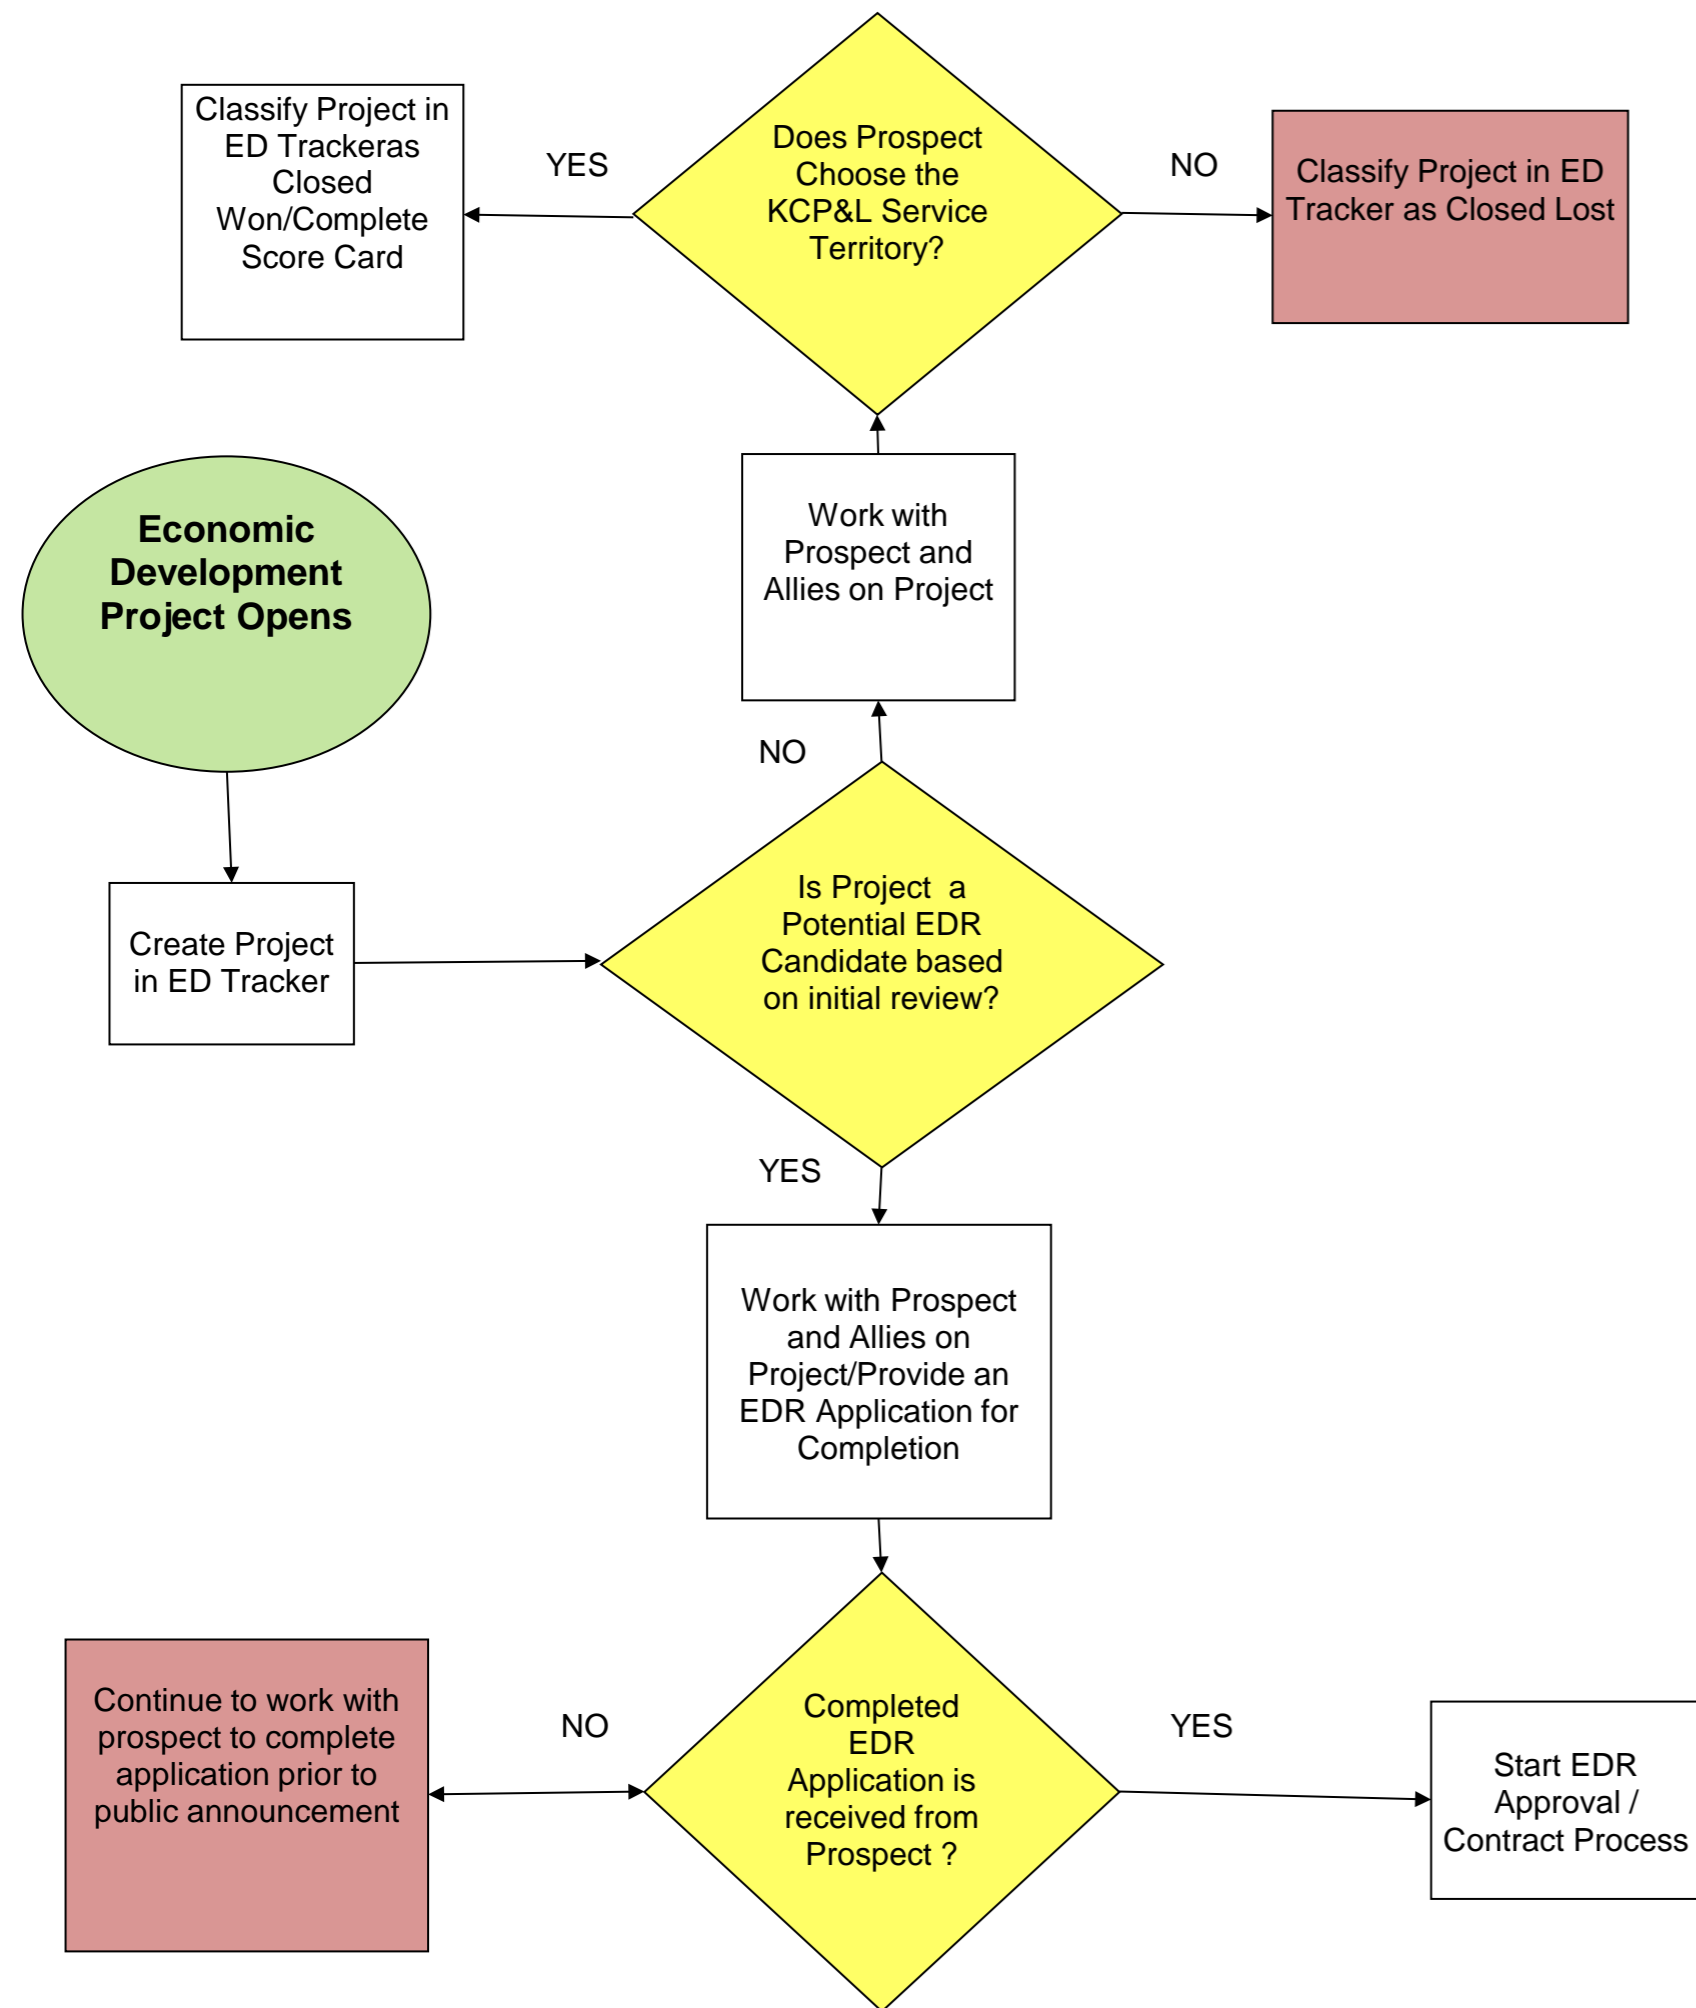 Classify Project in
ED Trackeras
Closed
Won/Complete
Score Card
YES
Does Prospect
Choose the
KCP&L Service
Territory?
NO
Classify Project in ED
Tracker as Closed Lost
Economic
Development
Project Opens
Work with
Prospect and
Allies on Project
NO
Create Project
in ED Tracker
Is Project  a
Potential EDR
Candidate based
on initial review?
YES
Work with Prospect
and Allies on
Project/Provide an
EDR Application for
Completion
Continue to work with
prospect to complete
application prior to
public announcement
NO
Completed
EDR
Application is
received from
Prospect ?
YES
Start EDR
Approval /
Contract Process